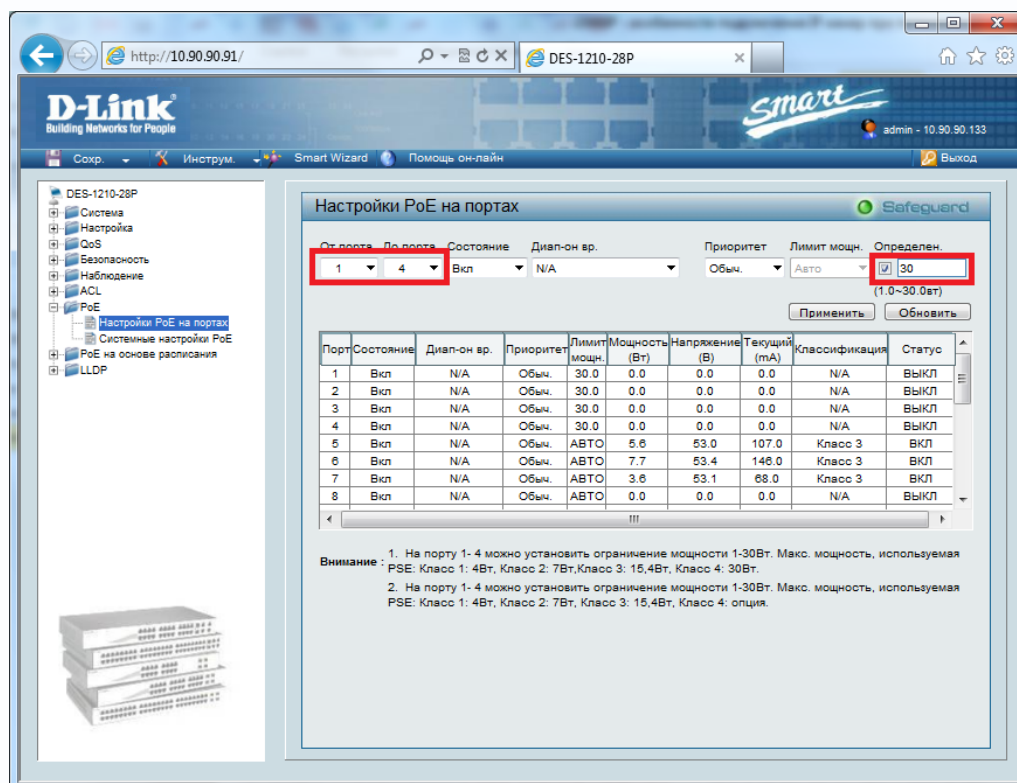 http://10.90.90.91/
DES-1210-28P
D-Link
Building Networks for People
smart
admin - 10.90.90.133
Сохр.
Инструм.
Smart Wizard
Помощь он-лайн
Выход
DES-1210-28P
Система
Настройка
QoS
Безопасность
Наблюдение
ACL
PoE
Настройки PoE на портах
Системные настройки PoE
PoE на основе расписания
LLDP
Настройки PoE на портах
Safeguard
От порта До порта Состояние Диап-он вр. Приоритет Лимит мощн. Определен.
1 4 Вкл N/A Обыч. Авто 30
(1.0~30.0вт)
Применить Обновить
Порт Состояние Диап-он вр. Приоритет Лимит мощн. Мощность (Вт) Напряжение (В) Текущий (mA) Классификация Статус
1 Вкл N/A Обыч. 30.0 0.0 0.0 0.0 N/A ВЫКЛ
2 Вкл N/A Обыч. 30.0 0.0 0.0 0.0 N/A ВЫКЛ
3 Вкл N/A Обыч. 30.0 0.0 0.0 0.0 N/A ВЫКЛ
4 Вкл N/A Обыч. 30.0 0.0 0.0 0.0 N/A ВЫКЛ
5 Вкл N/A Обыч. АВТО 5.6 53.0 107.0 Класс 3 ВКЛ
6 Вкл N/A Обыч. АВТО 7.7 53.4 146.0 Класс 3 ВКЛ
7 Вкл N/A Обыч. АВТО 3.6 53.1 68.0 Класс 3 ВКЛ
8 Вкл N/A Обыч. АВТО 0.0 0.0 0.0 N/A ВЫКЛ
Внимание : 1. На порту 1- 4 можно установить ограничение мощности 1-30Вт. Макс. мощность, используемая
PSE: Класс 1: 4Вт, Класс 2: 7Вт,Класс 3: 15,4Вт, Класс 4: 30Вт.
2. На порту 1- 4 можно установить ограничение мощности 1-30Вт. Макс. мощность, используемая
PSE: Класс 1: 4Вт, Класс 2: 7Вт, Класс 3: 15,4Вт, Класс 4: опция.